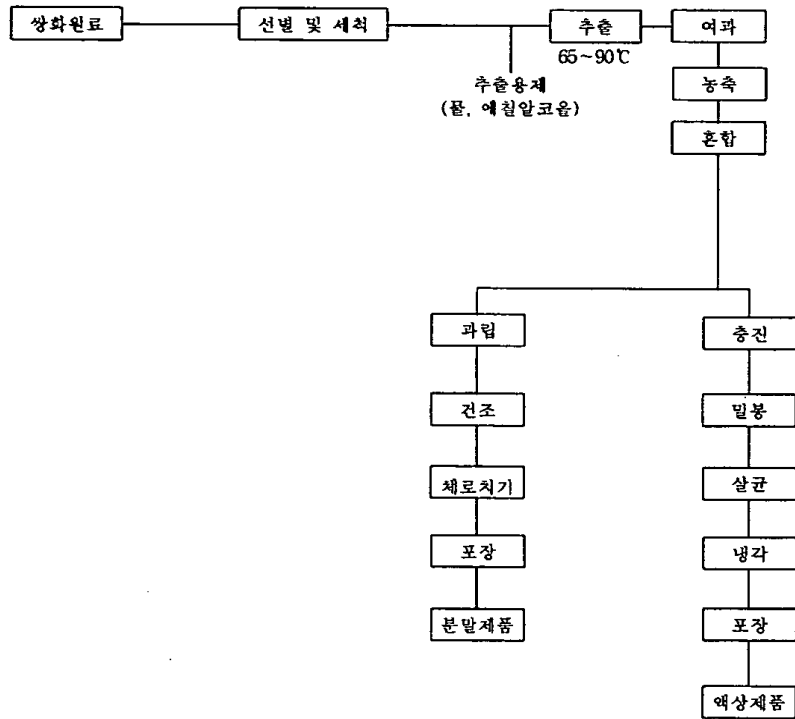 쌍화원료
선별 및 세척
추출
여과
65~90℃
추출용제
(물, 에칠알코올)
농축
혼합
과립
건조
체로치기
포장
분말제품
충진
밀봉
살균
냉각
포장
액상제품